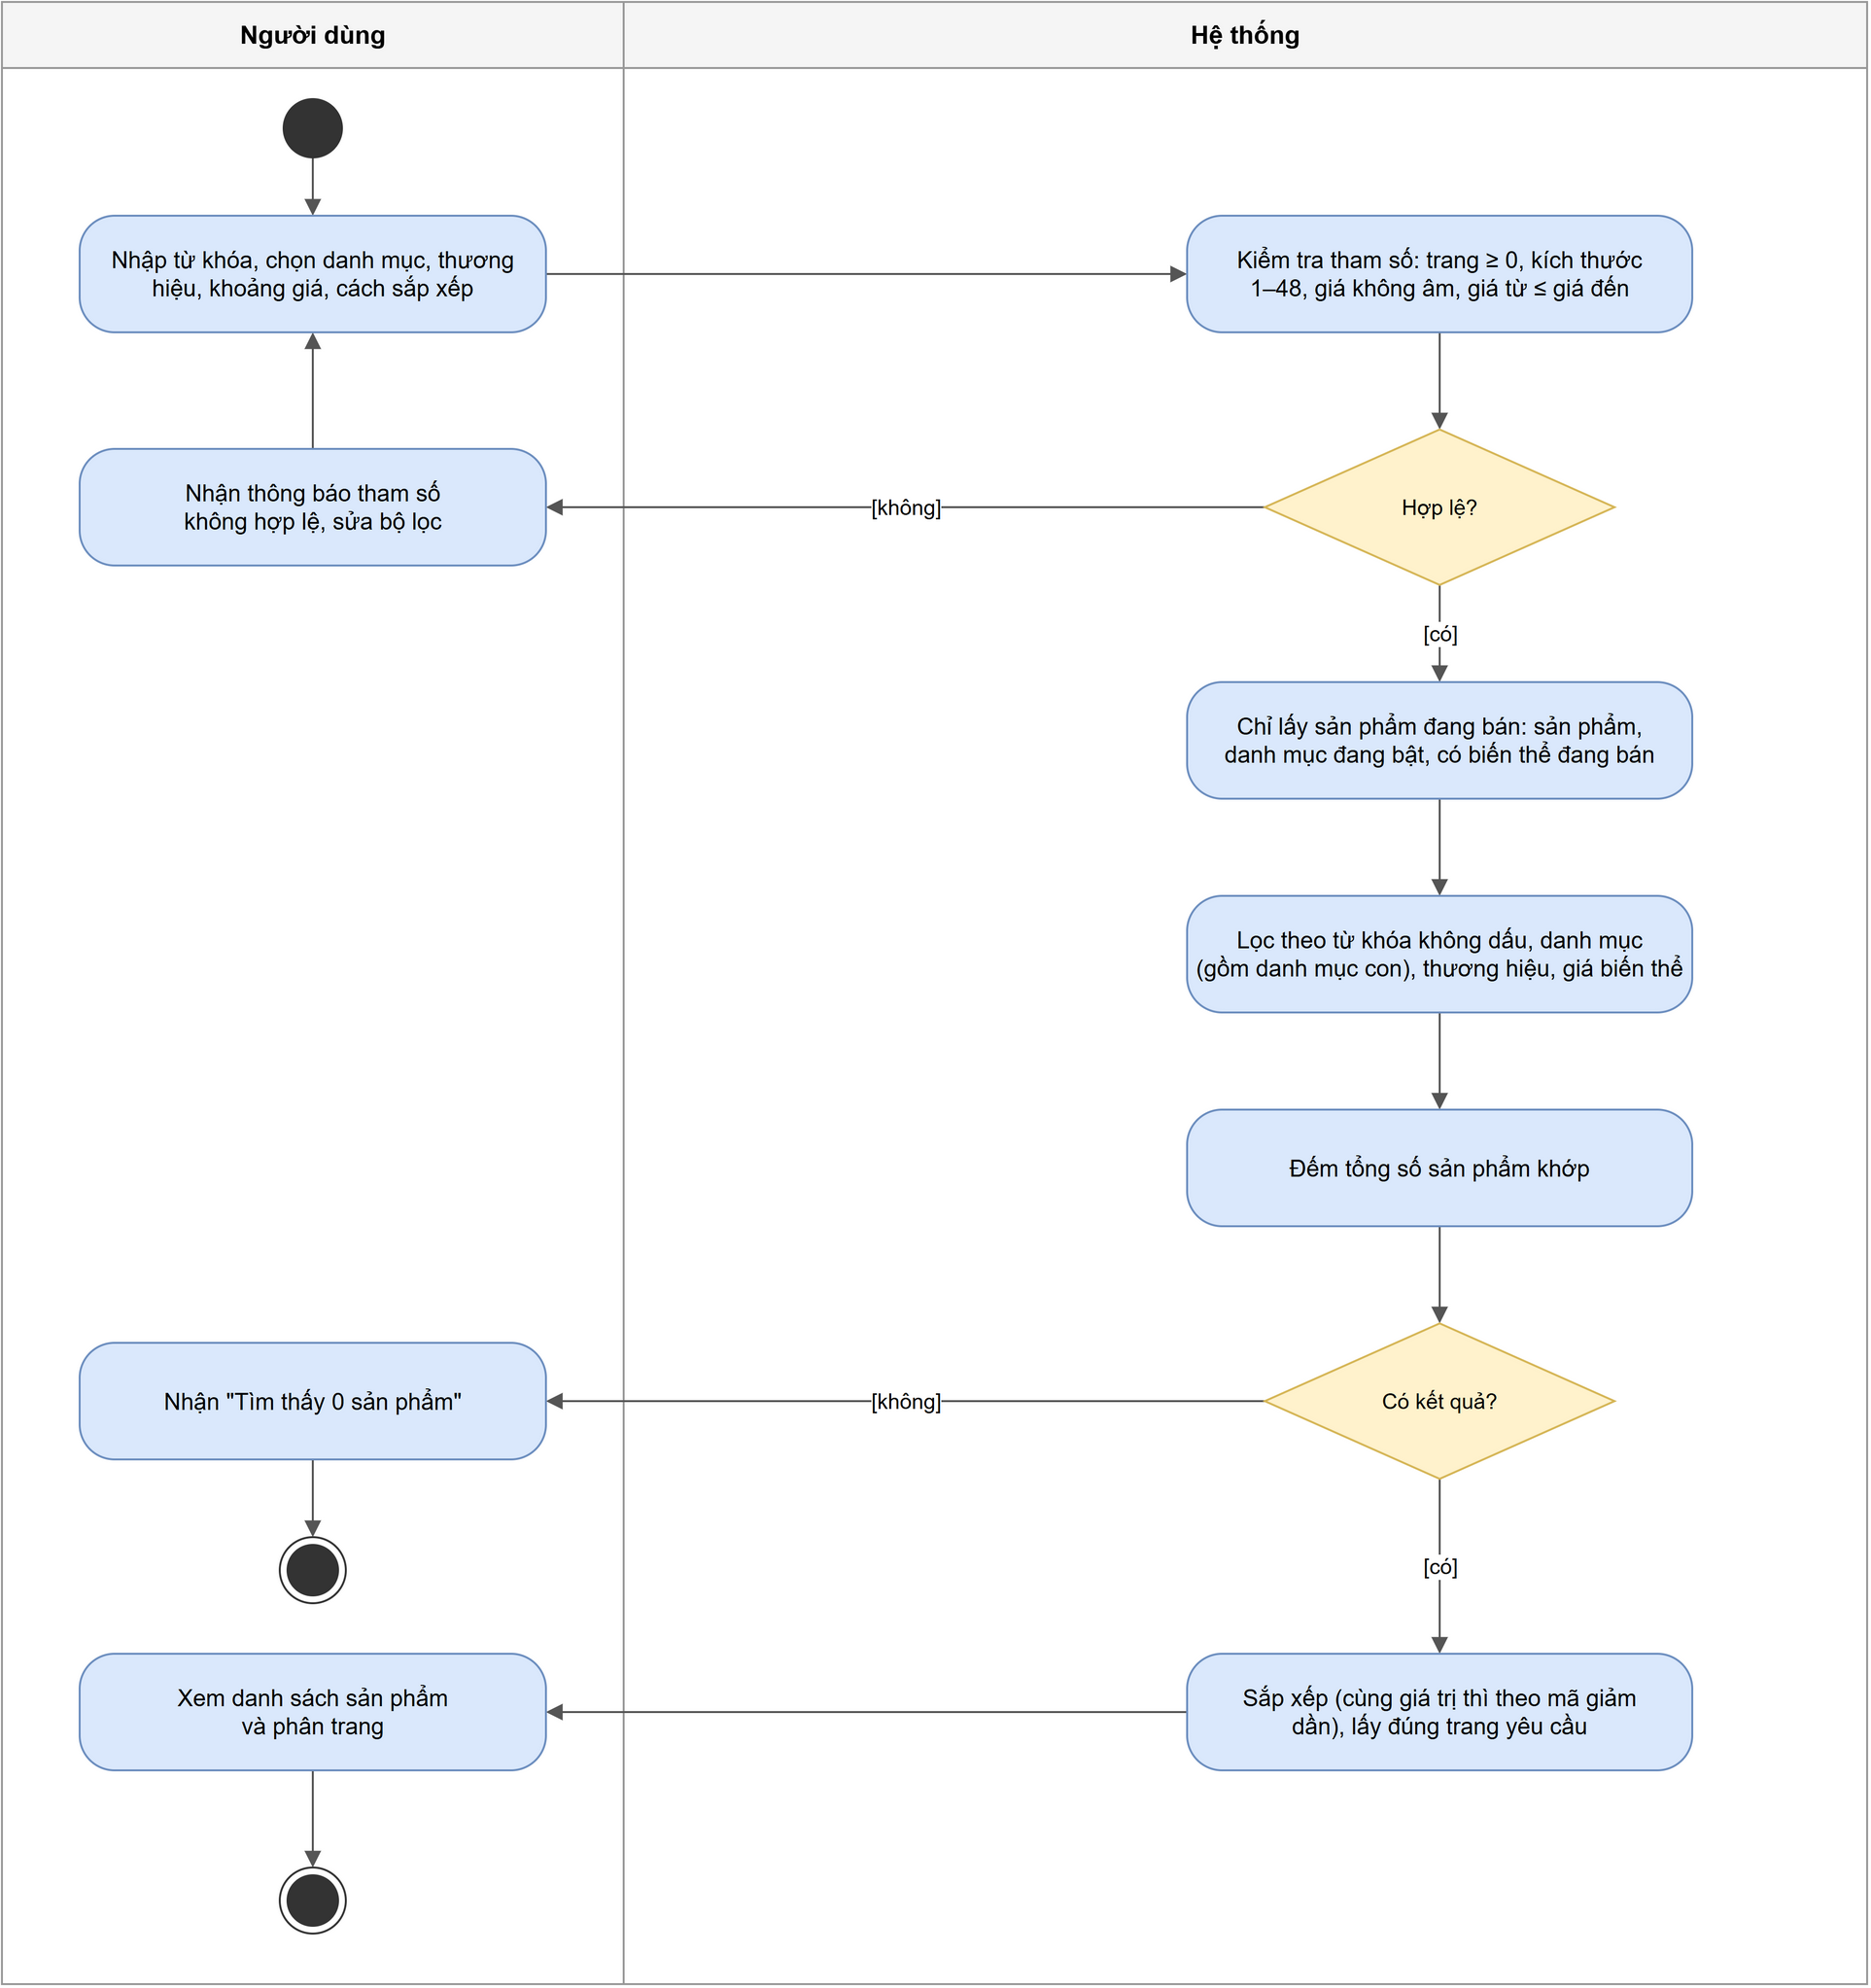 Người dùng
Hệ thống
Nhập từ khóa, chọn danh mục, thương
hiệu, khoảng giá, cách sắp xếp
Kiểm tra tham số: trang ≥ 0, kích thước
1–48, giá không âm, giá từ ≤ giá đến
Nhận thông báo tham số
không hợp lệ, sửa bộ lọc
[không]
Hợp lệ?
[có]
Chỉ lấy sản phẩm đang bán: sản phẩm,
danh mục đang bật, có biến thể đang bán
Lọc theo từ khóa không dấu, danh mục
(gồm danh mục con), thương hiệu, giá biến thể
Đếm tổng số sản phẩm khớp
Nhận "Tìm thấy 0 sản phẩm"
[không]
Có kết quả?
[có]
Xem danh sách sản phẩm
và phân trang
Sắp xếp (cùng giá trị thì theo mã giảm
dần), lấy đúng trang yêu cầu